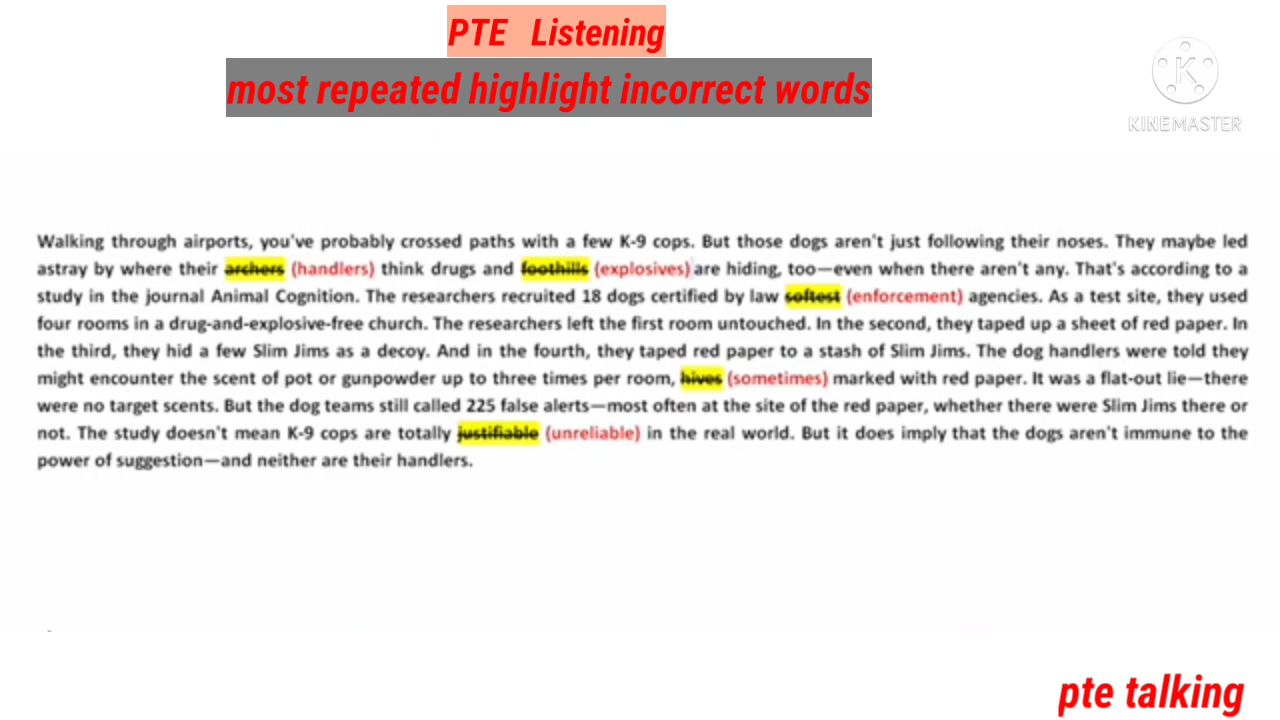 PTE Listening
most repeated highlight incorrect words
K
KINEMASTER
Walking through airports, you've probably crossed paths with a few K-9 cops. But those dogs aren't just following their noses. They maybe led
astray by where their archers (handlers) think drugs and foothills (explosives) are hiding, too—even when there aren't any. That's according to a
study in the journal Animal Cognition. The researchers recruited 18 dogs certified by law softest (enforcement) agencies. As a test site, they used
four rooms in a drug-and-explosive-free church. The researchers left the first room untouched. In the second, they taped up a sheet of red paper. In
the third, they hid a few Slim Jims as a decoy. And in the fourth, they taped red paper to a stash of Slim Jims. The dog handlers were told they
might encounter the scent of pot or gunpowder up to three times per room, hives (sometimes) marked with red paper. It was a flat-out lie—there
were no target scents. But the dog teams still called 225 false alerts—most often at the site of the red paper, whether there were Slim Jims there or
not. The study doesn't mean K-9 cops are totally justifiable (unreliable) in the real world. But it does imply that the dogs aren't immune to the
power of suggestion—and neither are their handlers.
pte talking